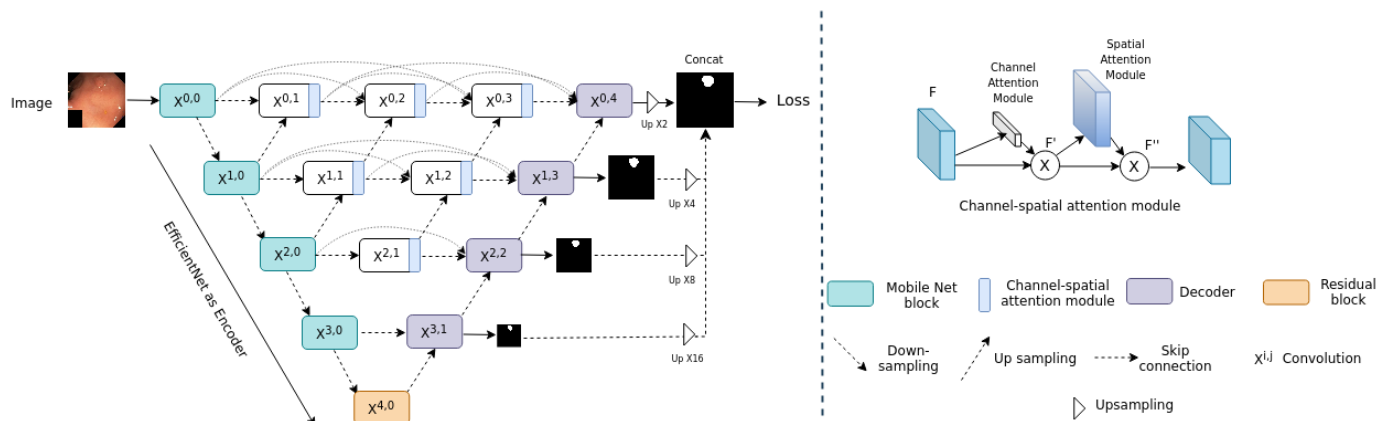 Image
X0,0
X0,1
X0,2
X0,3
X0,4
Up X2
Concat
Loss
X1,0
X1,1
X1,2
X1,3
Up X4
X2,0
X2,1
X2,2
Up X8
X3,0
X3,1
Up X16
X4,0
EfficientNet as Encoder
F
Channel
Attention
Module
Spatial
Attention
Module
F'
X
F''
X
Channel-spatial attention module
Mobile Net
block
Channel-spatial
attention module
Decoder
Residual
block
Down-
sampling
Up sampling
Skip
connection
Xi,j Convolution
Upsampling